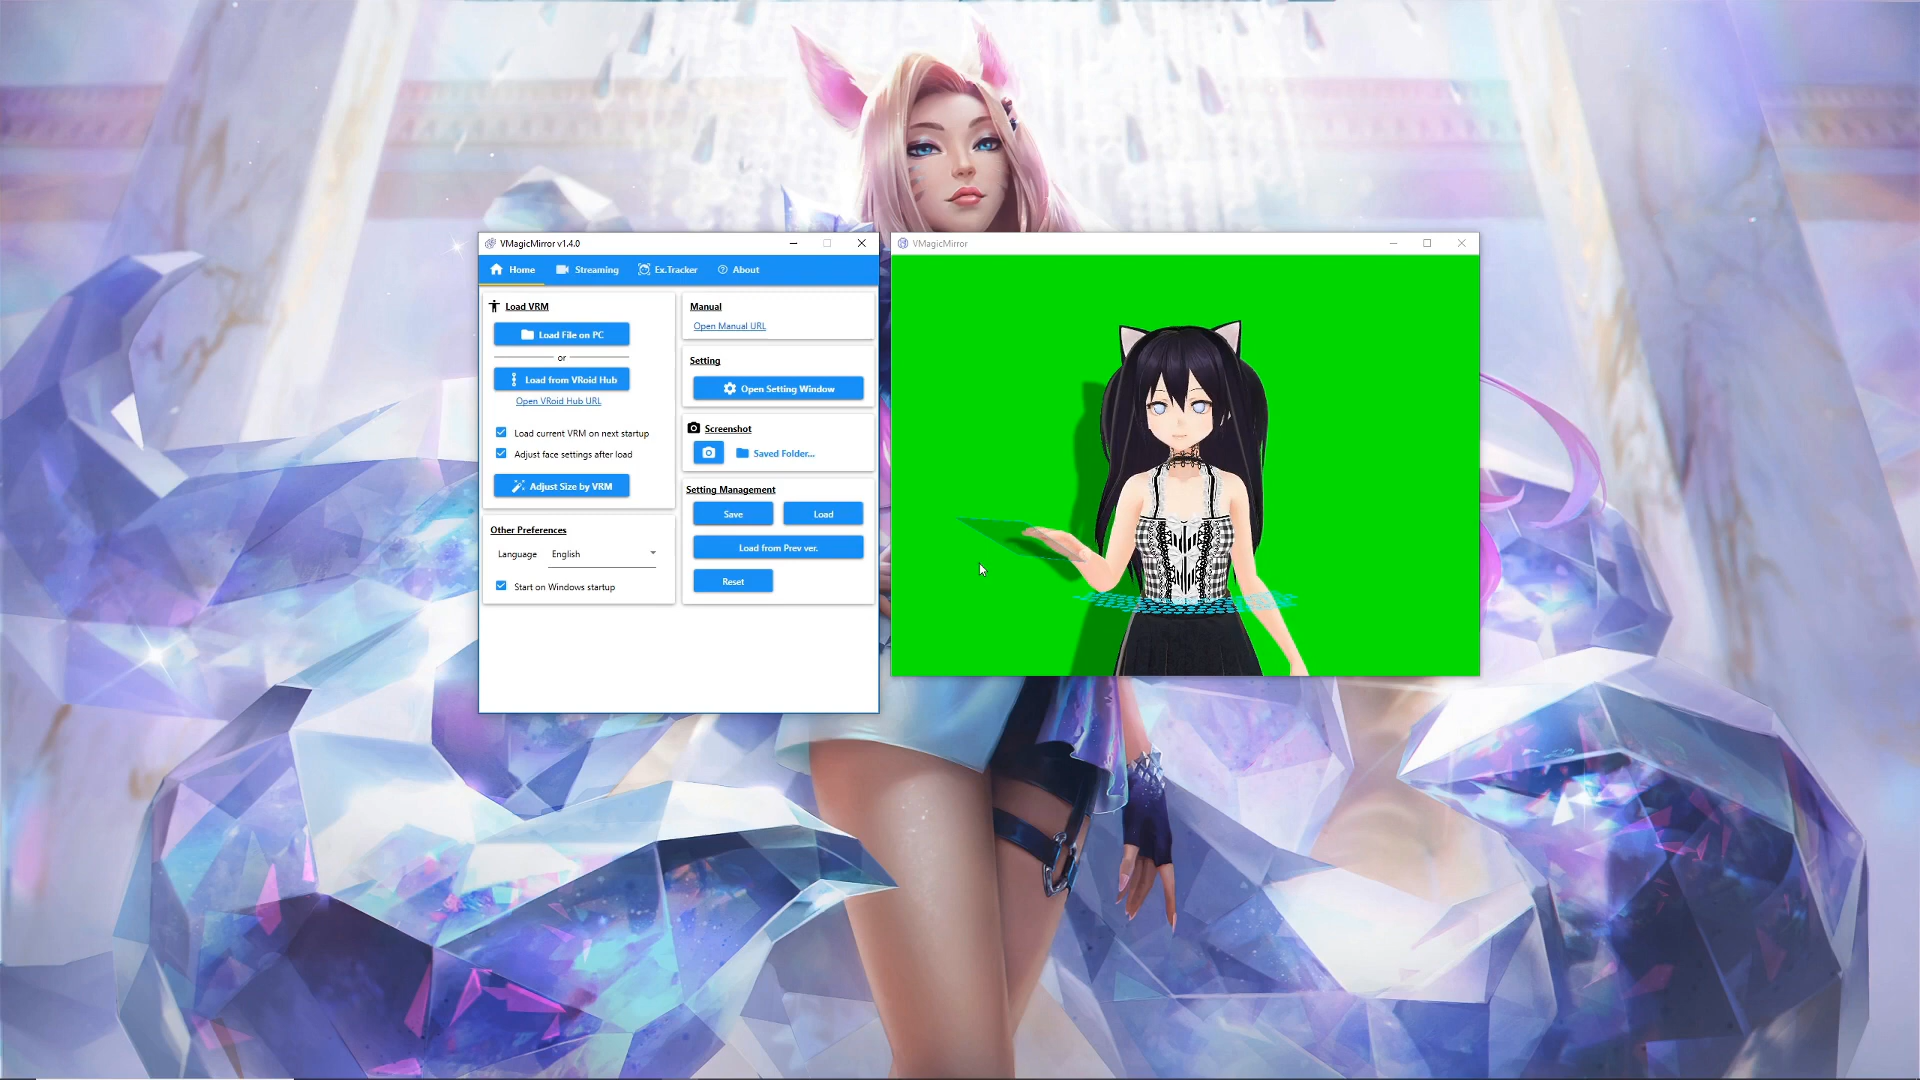 VMagicMirror v1.4.0
Home
Streaming
Ex.Tracker
About
Load VRM
Load File on PC
or
Load from VRoid Hub
Open VRoid Hub URL
Load current VRM on next startup
Adjust face settings after load
Adjust Size by VRM
Other Preferences
Language English
Start on Windows startup
Manual
Open Manual URL
Setting
Open Setting Window
Screenshot
Saved Folder...
Setting Management
Save
Load
Load from Prev ver.
Reset
VMagicMirror